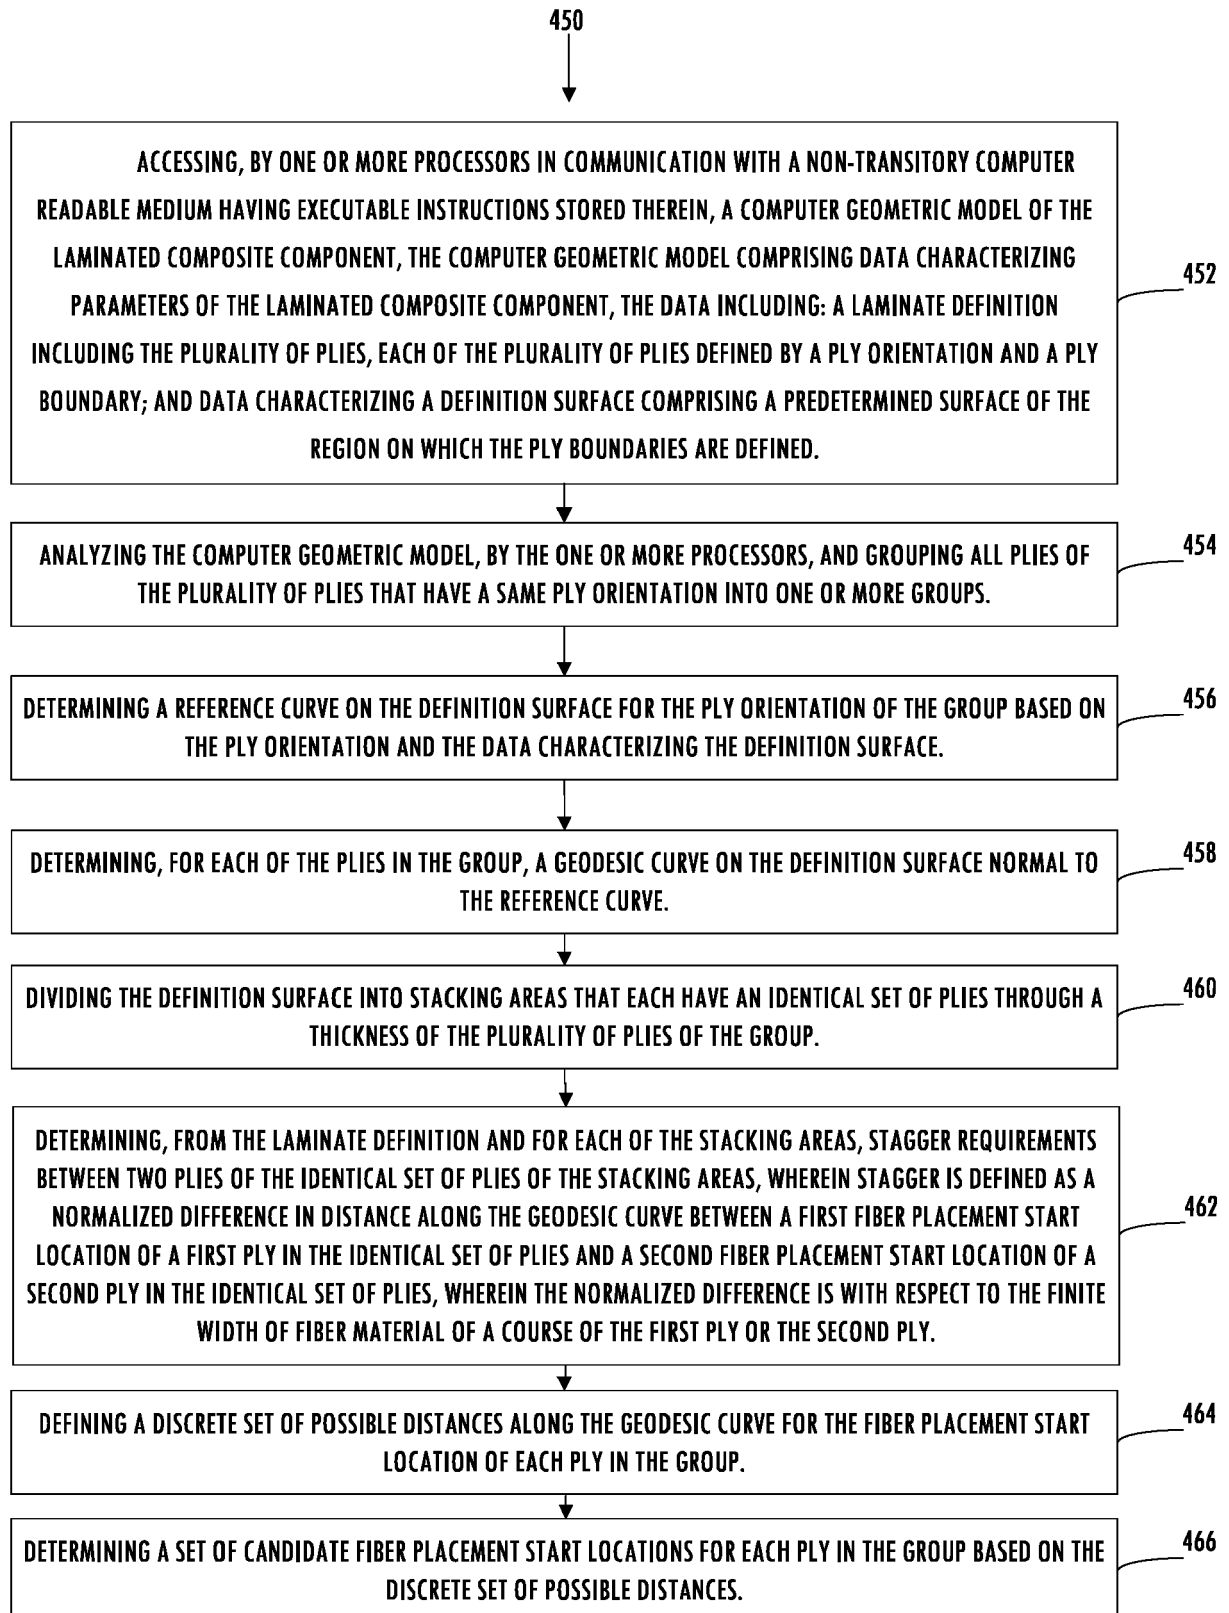 450
ACCESSING, BY ONE OR MORE PROCESSORS IN COMMUNICATION WITH A NON-TRANSITORY COMPUTER
READABLE MEDIUM HAVING EXECUTABLE INSTRUCTIONS STORED THEREIN, A COMPUTER GEOMETRIC MODEL OF THE
LAMINATED COMPOSITE COMPONENT, THE COMPUTER GEOMETRIC MODEL COMPRISING DATA CHARACTERIZING
PARAMETERS OF THE LAMINATED COMPOSITE COMPONENT, THE DATA INCLUDING: A LAMINATE DEFINITION
INCLUDING THE PLURALITY OF PLIES, EACH OF THE PLURALITY OF PLIES DEFINED BY A PLY ORIENTATION AND A PLY
BOUNDARY; AND DATA CHARACTERIZING A DEFINITION SURFACE COMPRISING A PREDETERMINED SURFACE OF THE
REGION ON WHICH THE PLY BOUNDARIES ARE DEFINED.
452
ANALYZING THE COMPUTER GEOMETRIC MODEL, BY THE ONE OR MORE PROCESSORS, AND GROUPING ALL PLIES OF
THE PLURALITY OF PLIES THAT HAVE A SAME PLY ORIENTATION INTO ONE OR MORE GROUPS.
454
DETERMINING A REFERENCE CURVE ON THE DEFINITION SURFACE FOR THE PLY ORIENTATION OF THE GROUP BASED ON
THE PLY ORIENTATION AND THE DATA CHARACTERIZING THE DEFINITION SURFACE.
456
DETERMINING, FOR EACH OF THE PLIES IN THE GROUP, A GEODESIC CURVE ON THE DEFINITION SURFACE NORMAL TO
THE REFERENCE CURVE.
458
DIVIDING THE DEFINITION SURFACE INTO STACKING AREAS THAT EACH HAVE AN IDENTICAL SET OF PLIES THROUGH A
THICKNESS OF THE PLURALITY OF PLIES OF THE GROUP.
460
DETERMINING, FROM THE LAMINATE DEFINITION AND FOR EACH OF THE STACKING AREAS, STAGGER REQUIREMENTS
BETWEEN TWO PLIES OF THE IDENTICAL SET OF PLIES OF THE STACKING AREAS, WHEREIN STAGGER IS DEFINED AS A
NORMALIZED DIFFERENCE IN DISTANCE ALONG THE GEODESIC CURVE BETWEEN A FIRST FIBER PLACEMENT START
LOCATION OF A FIRST PLY IN THE IDENTICAL SET OF PLIES AND A SECOND FIBER PLACEMENT START LOCATION OF A
SECOND PLY IN THE IDENTICAL SET OF PLIES, WHEREIN THE NORMALIZED DIFFERENCE IS WITH RESPECT TO THE FINITE
WIDTH OF FIBER MATERIAL OF A COURSE OF THE FIRST PLY OR THE SECOND PLY.
462
DEFINING A DISCRETE SET OF POSSIBLE DISTANCES ALONG THE GEODESIC CURVE FOR THE FIBER PLACEMENT START
LOCATION OF EACH PLY IN THE GROUP.
464
DETERMINING A SET OF CANDIDATE FIBER PLACEMENT START LOCATIONS FOR EACH PLY IN THE GROUP BASED ON THE
DISCRETE SET OF POSSIBLE DISTANCES.
466